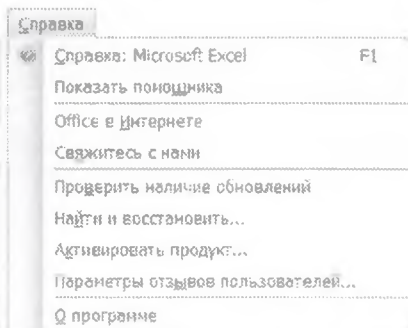 Справка
Справка: Microsoft Excel F1
Показать помощника
Office в Интернете
Свяжитесь с нами
Проверить наличие обновлений
Найти и восстановить...
Активировать продукт...
Параметры отзывов пользователей...
О программе